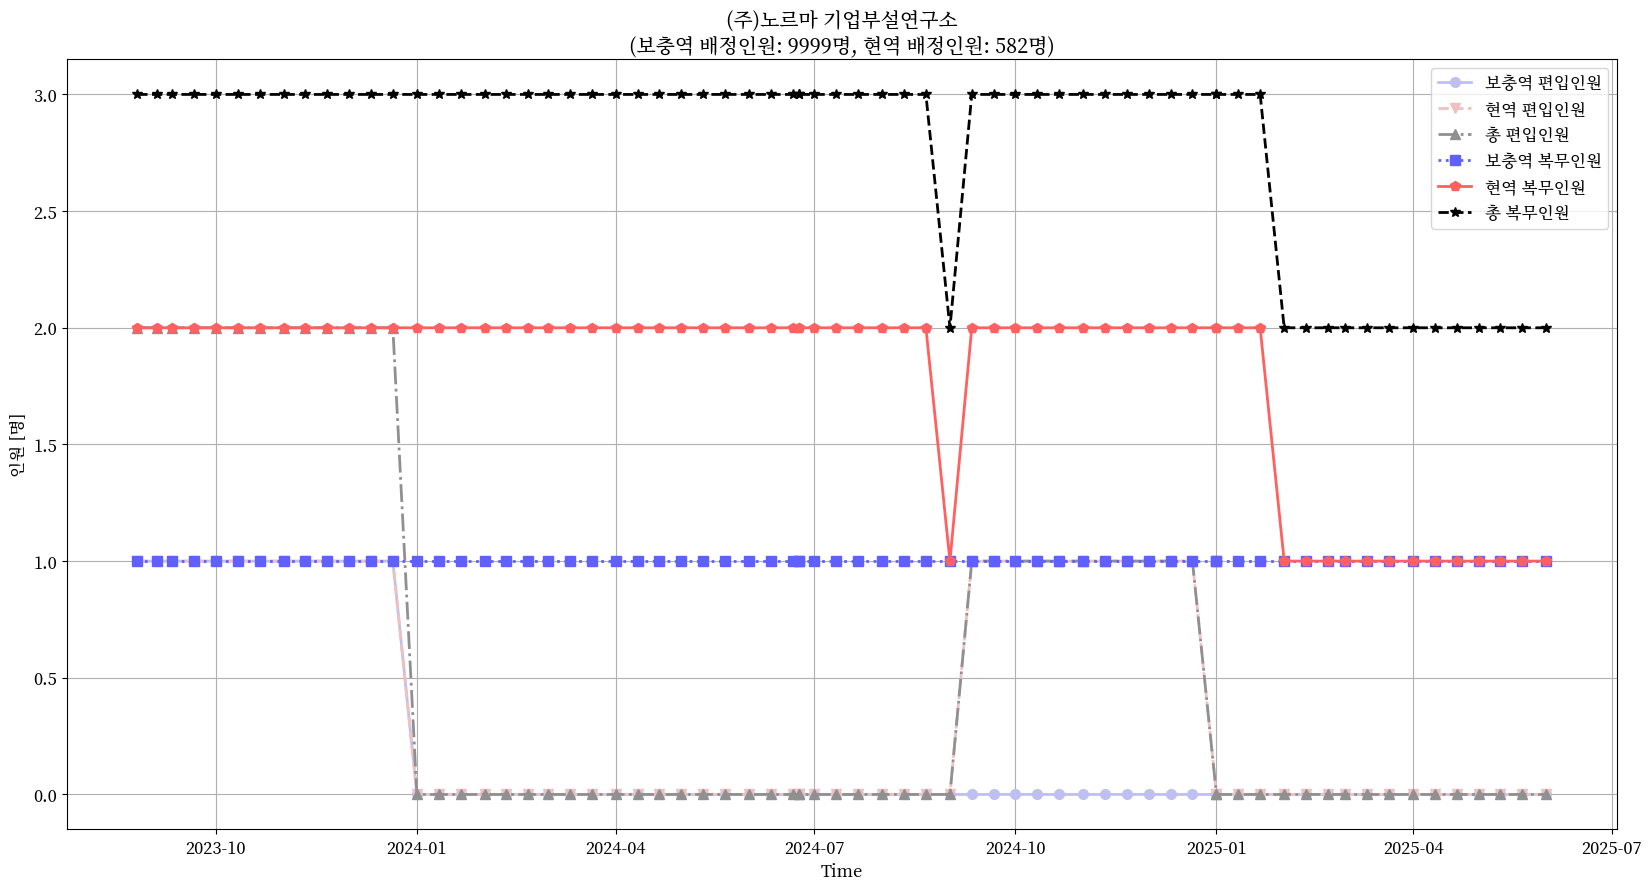 (주)노르마 기업부설연구소
(보충역 배정인원: 9999명, 현역 배정인원: 582명)
보충역 편입인원
현역 편입인원
총 편입인원
보충역 복무인원
현역 복무인원
총 복무인원
인원 [명]
3.0
2.5
2.0
1.5
1.0
0.5
0.0
2023-10
2024-01
2024-04
2024-07
2024-10
2025-01
2025-04
2025-07
Time